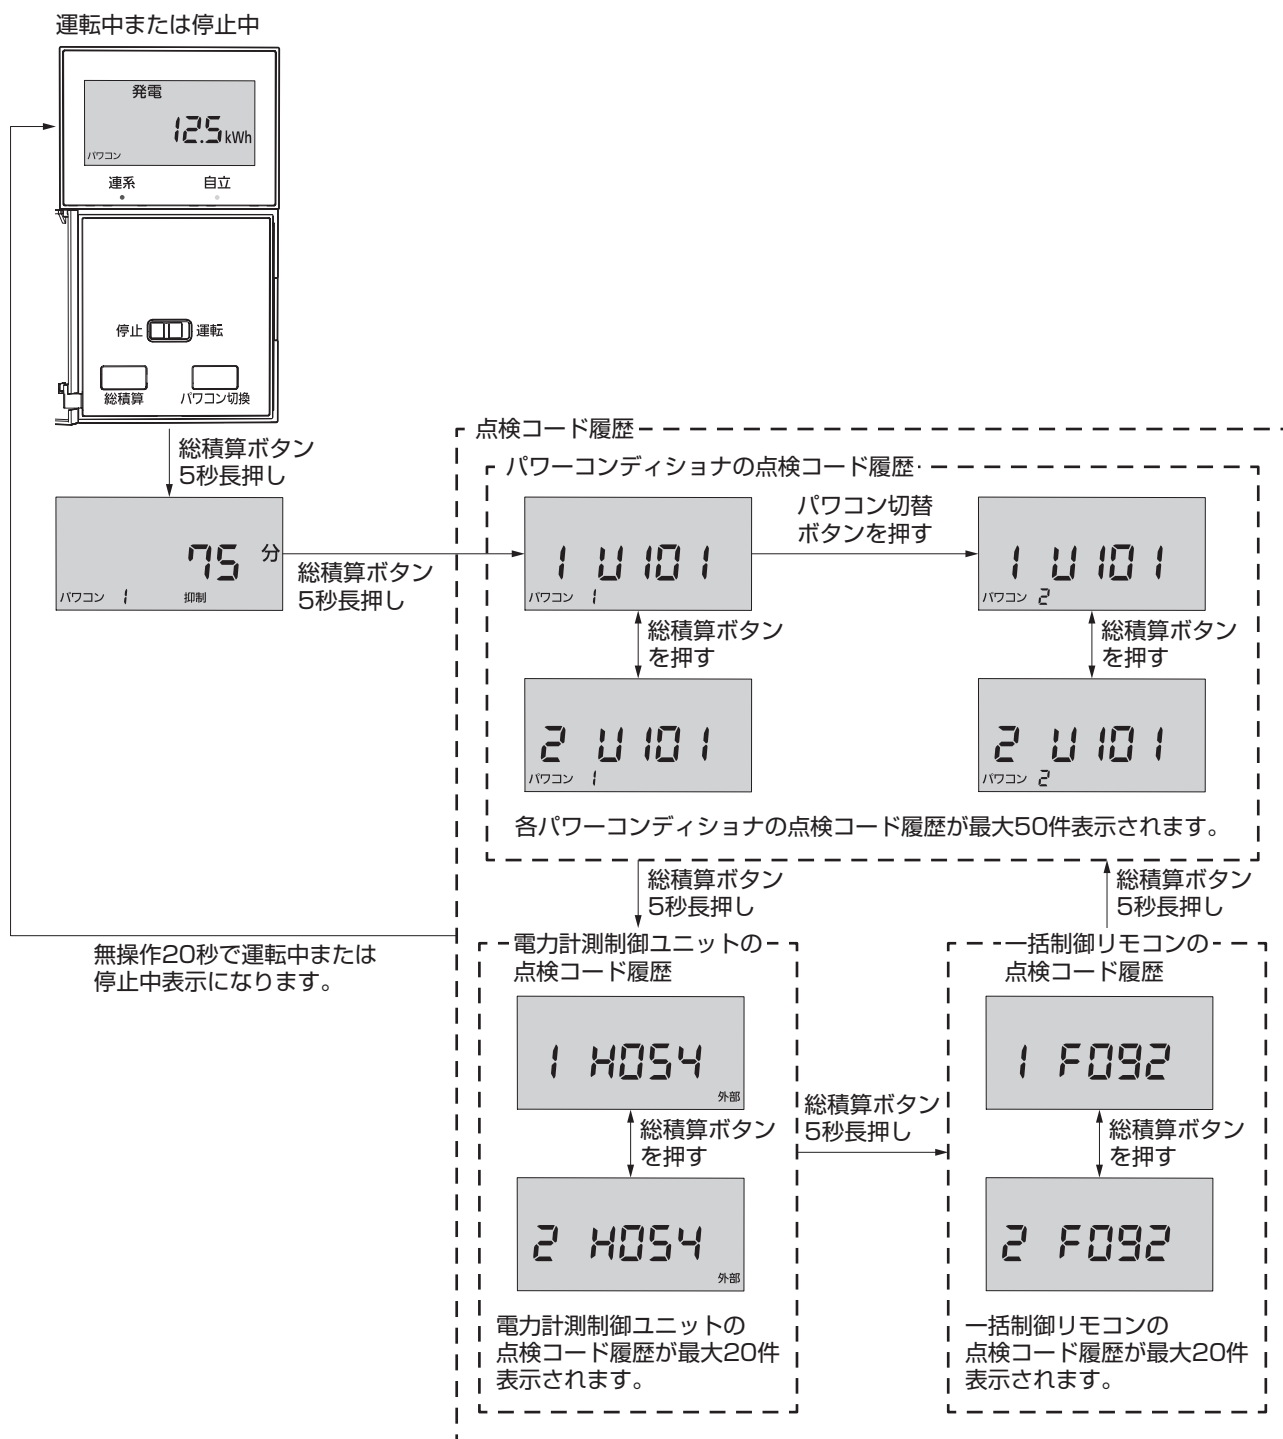 運転中または停止中
発電
12.5 kWh
パワコン
連系 自立
停止 運転
総積算 パワコン切換
総積算ボタン
5秒長押し
75 分
パワコン 1 抑制
総積算ボタン
5秒長押し
点検コード履歴
パワーコンディショナの点検コード履歴
1 U101
パワコン 1
パワコン切替
ボタンを押す
1 U101
パワコン 2
総積算ボタン
を押す
総積算ボタン
を押す
2 U101
パワコン 1
2 U101
パワコン 2
各パワーコンディショナの点検コード履歴が最大50件表示されます。
総積算ボタン
5秒長押し
総積算ボタン
5秒長押し
無操作20秒で運転中または
停止中表示になります。
電力計測制御ユニットの
点検コード履歴
1 H054
外部
総積算ボタン
を押す
2 H054
外部
電力計測制御ユニットの
点検コード履歴が最大20件
表示されます。
総積算ボタン
5秒長押し
一括制御リモコンの
点検コード履歴
1 F092
総積算ボタン
を押す
2 F092
一括制御リモコンの
点検コード履歴が最大20件
表示されます。